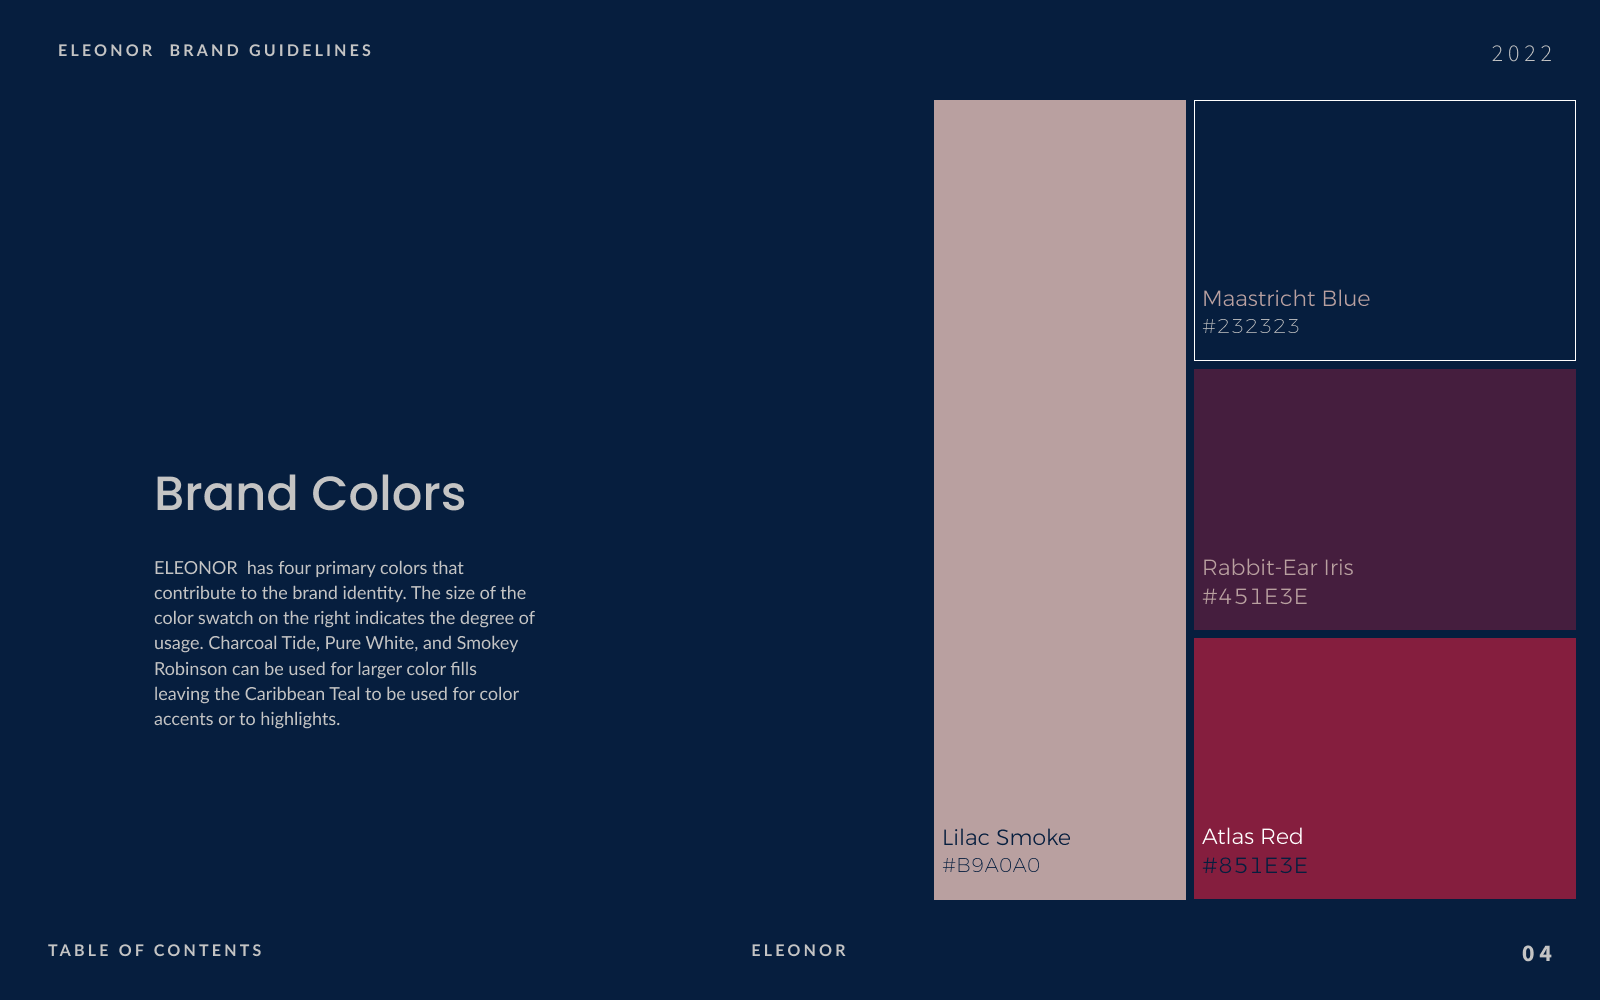 ELEONOR BRAND GUIDELINES
2022
Brand Colors
ELEONOR has four primary colors that
contribute to the brand identity. The size of the
color swatch on the right indicates the degree of
usage. Charcoal Tide, Pure White, and Smokey
Robinson can be used for larger color fills
leaving the Caribbean Teal to be used for color
accents or to highlights.
Lilac Smoke
#B9A0A0
Maastricht Blue
#232323
Rabbit-Ear Iris
#451E3E
Atlas Red
#851E3E
TABLE OF CONTENTS
ELEONOR
04